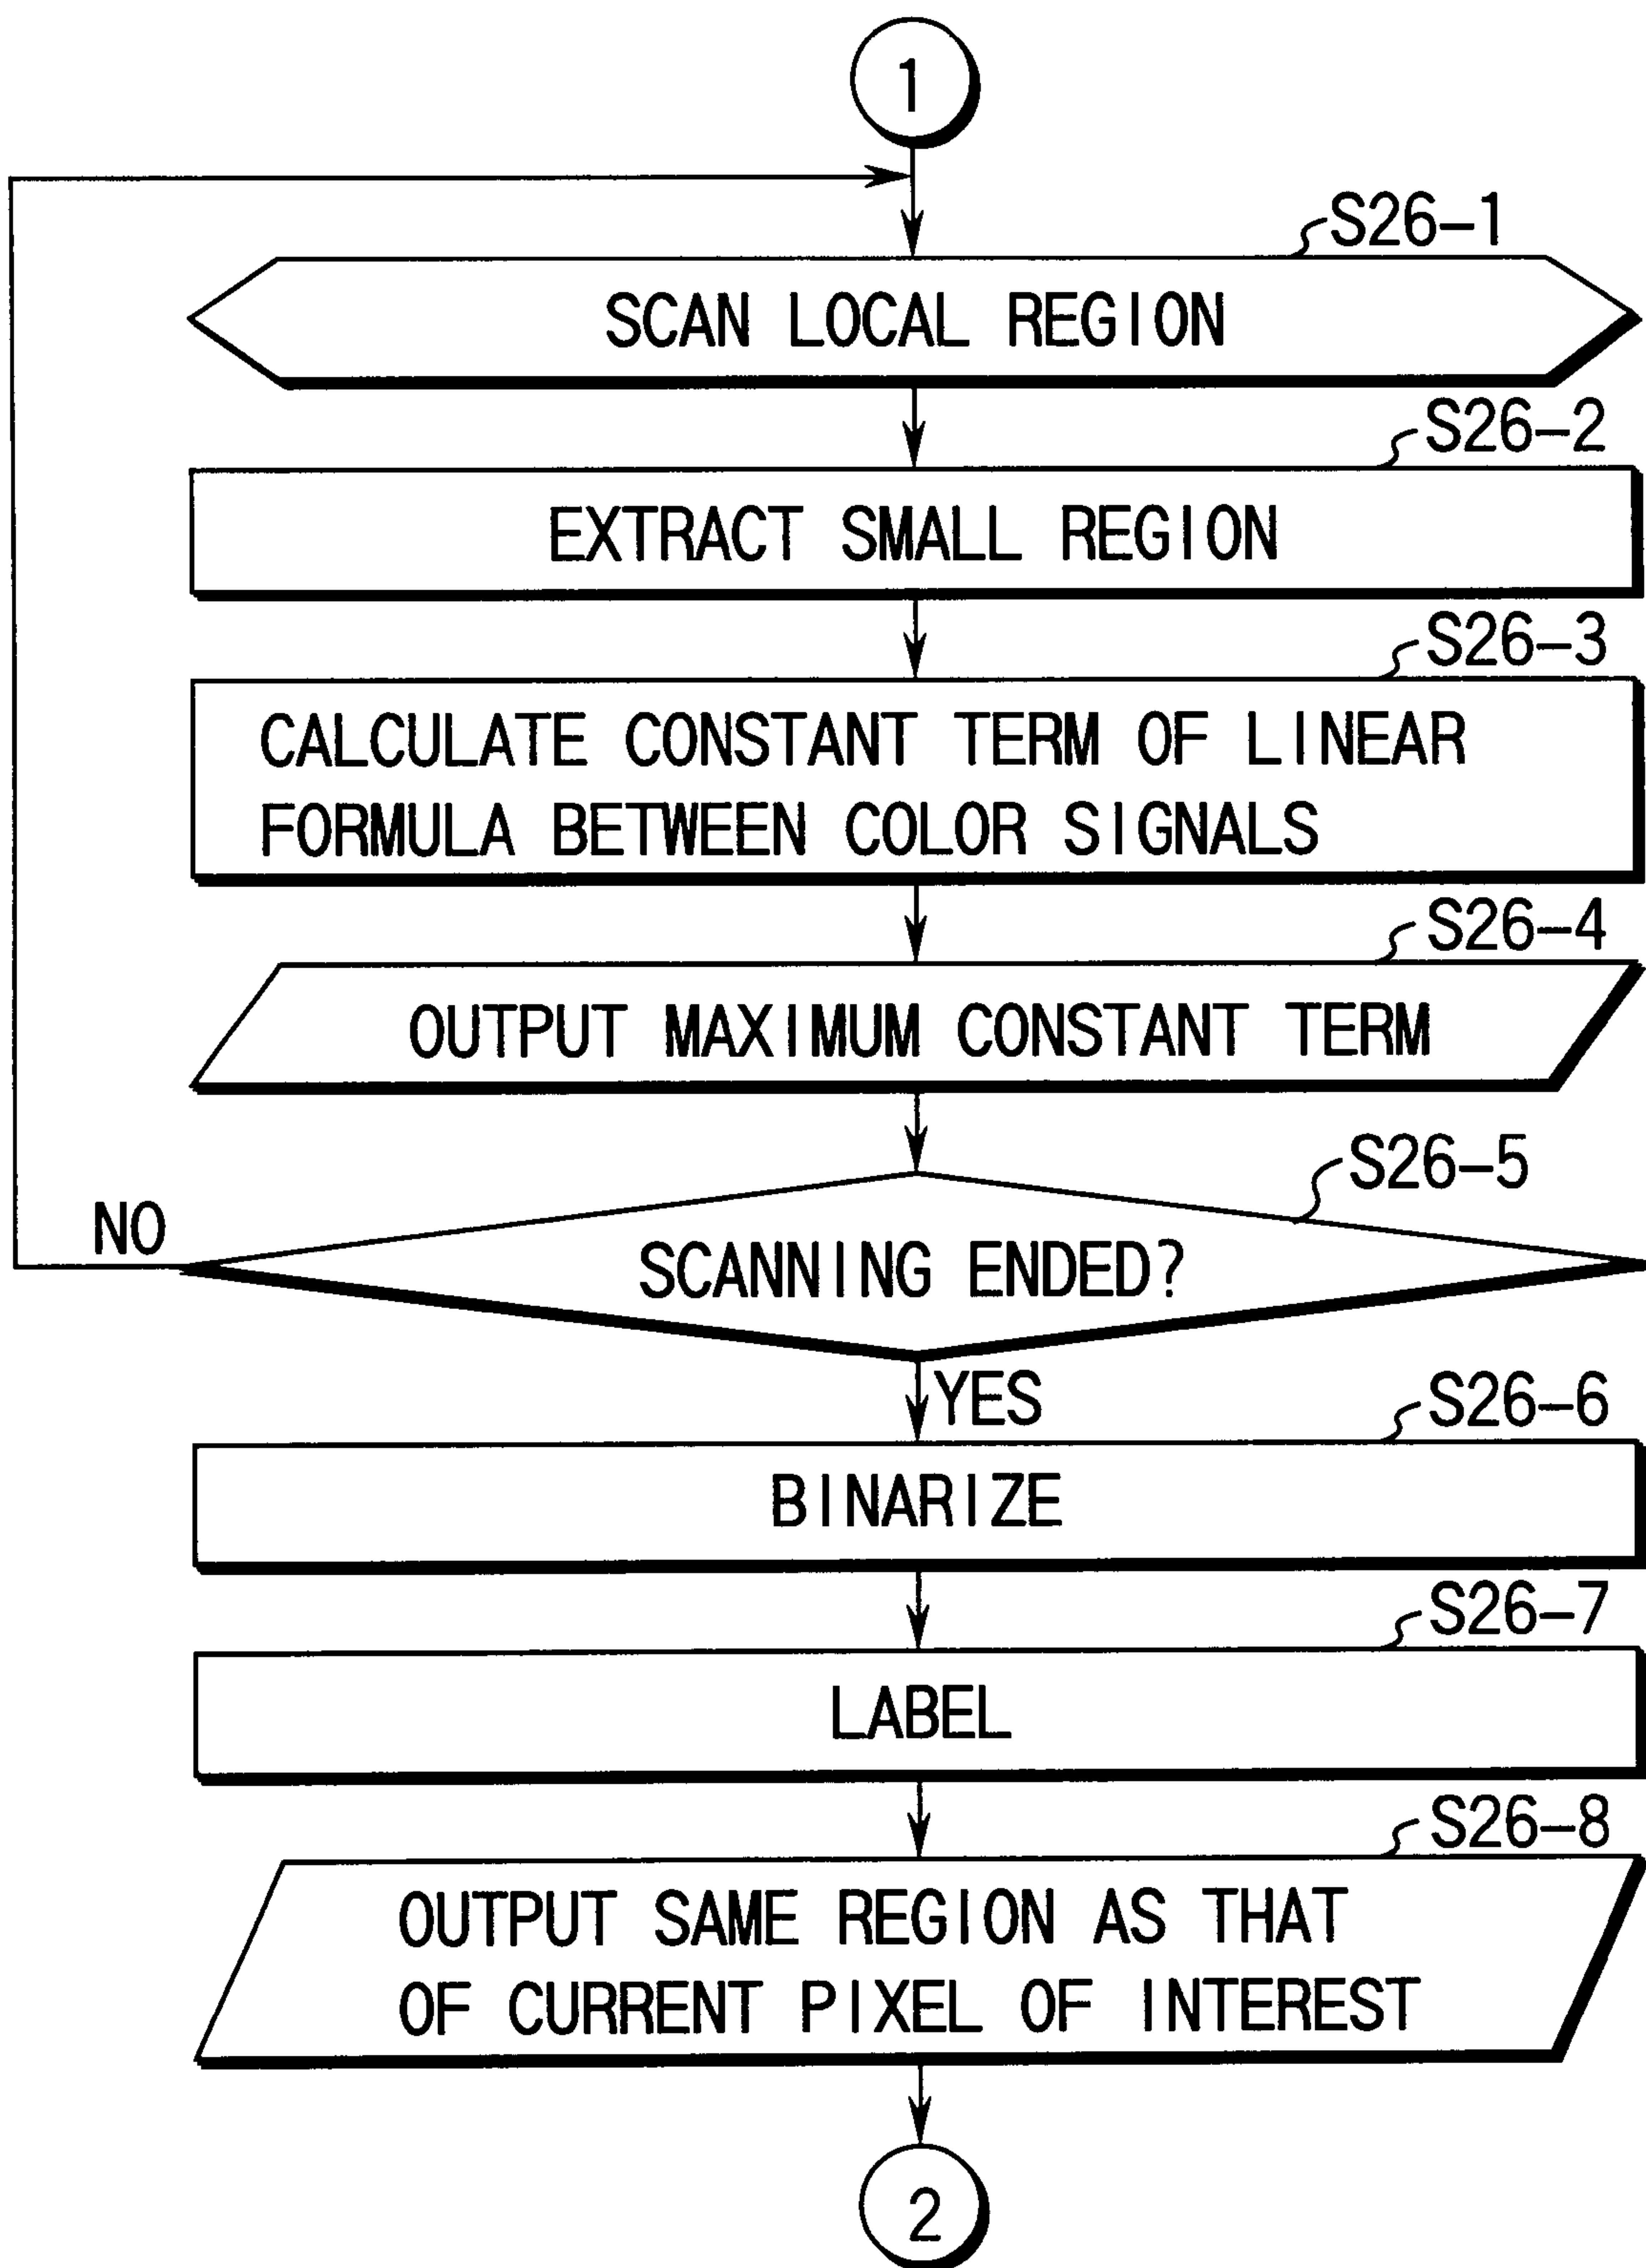 1
S26-1
SCAN LOCAL REGION
S26-2
EXTRACT SMALL REGION
S26-3
CALCULATE CONSTANT TERM OF LINEAR
FORMULA BETWEEN COLOR SIGNALS
S26-4
OUTPUT MAXIMUM CONSTANT TERM
S26-5
NO
SCANNING ENDED?
YES
S26-6
BINARIZE
S26-7
LABEL
S26-8
OUTPUT SAME REGION AS THAT
OF CURRENT PIXEL OF INTEREST
2